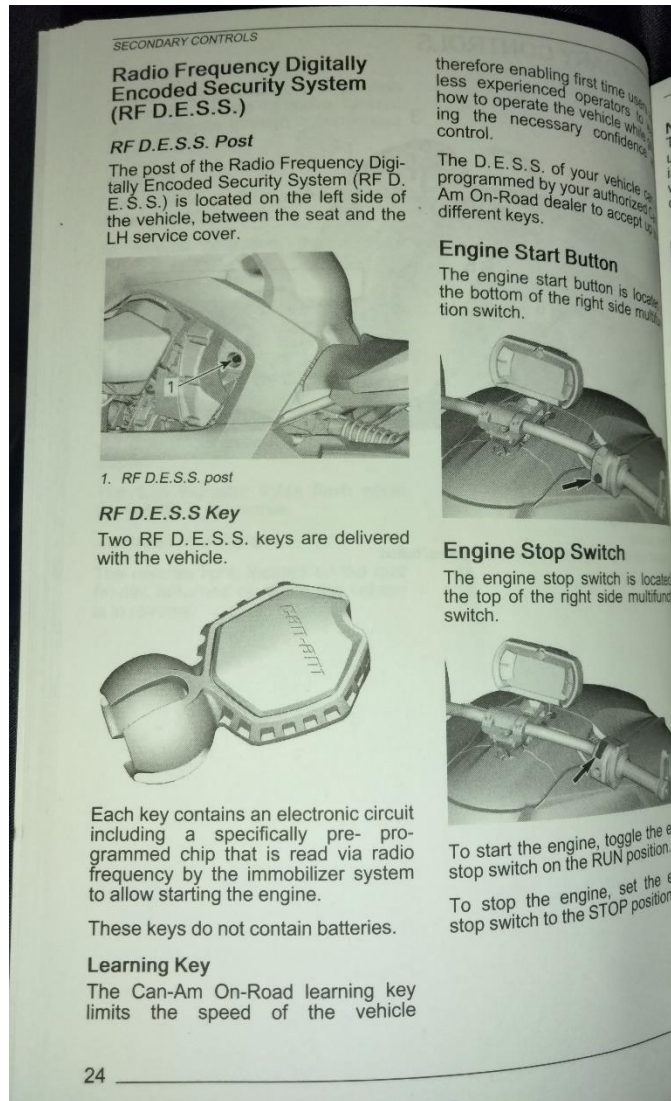 SECONDARY CONTROLS
Radio Frequency Digitally
Encoded Security System
(RF D.E.S.S.)
RF D.E.S.S. Post
The post of the Radio Frequency Digi-
tally Encoded Security System (RF D.
E. S. S.) is located on the left side of
the vehicle, between the seat and the
LH service cover.
1
1. RF D.E.S.S. post
RF D.E.S.S Key
Two RF D.E.S.S. keys are delivered
with the vehicle.
can-am
Each key contains an electronic circuit
including a specifically pre- pro-
grammed chip that is read via radio
frequency by the immobilizer system
to allow starting the engine.
These keys do not contain batteries.
Learning Key
The Can-Am On-Road learning key
limits the speed of the vehicle
24
therefore enabling first time
less experienced operators to
how to operate the vehicle while
ing the necessary confidence
control.
The D.E.S.S. of your vehicle
programmed by your authorized
Am On-Road dealer to accept up
different keys.
Engine Start Button
The engine start button is
the bottom of the right side
tion switch.
Engine Stop Switch
The engine stop switch is located
the top of the right side
switch.
To start the engine, toggle the
stop switch on the RUN position.
To stop the engine, set the
stop switch to the STOP position